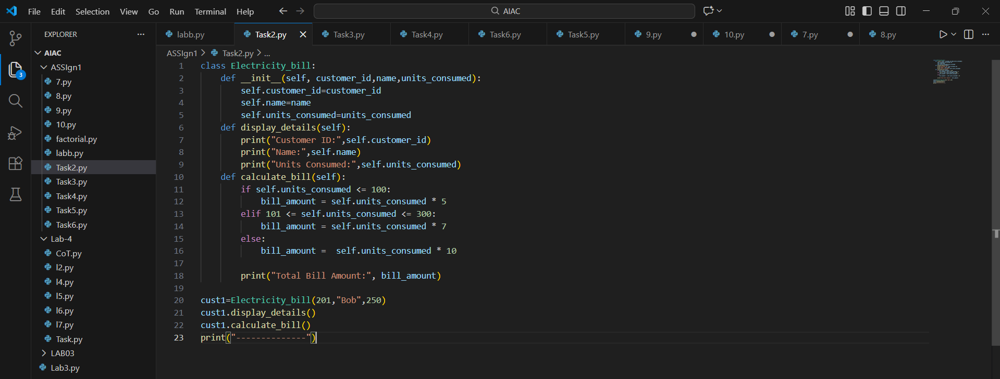 File Edit Selection View Go Run Terminal Help AIAC
EXPLORER ...
labb.py Task2.py Task3.py Task4.py Task6.py Task5.py 9.py 10.py 7.py 8.py
3
AIAC
ASSIgn1
7.py
8.py
9.py
10.py
factorial.py
labb.py
Task2.py
Task3.py
Task4.py
Task5.py
Task6.py
Lab-4
CoT.py
l2.py
l4.py
l5.py
l6.py
l7.py
Task.py
LAB03
Lab3.py
ASSIgn1 > Task2.py > ...
1 class Electricity_bill:
2     def __init__(self, customer_id,name,units_consumed):
3         self.customer_id=customer_id
4         self.name=name
5         self.units_consumed=units_consumed
6     def display_details(self):
7         print("Customer ID:",self.customer_id)
8         print("Name:",self.name)
9         print("Units Consumed:",self.units_consumed)
10     def calculate_bill(self):
11         if self.units_consumed <= 100:
12             bill_amount = self.units_consumed * 5
13         elif 101 <= self.units_consumed <= 300:
14             bill_amount = self.units_consumed * 7
15         else:
16             bill_amount =  self.units_consumed * 10
17
18         print("Total Bill Amount:", bill_amount)
19
20 cust1=Electricity_bill(201,"Bob",250)
21 cust1.display_details()
22 cust1.calculate_bill()
23 print("--------------")